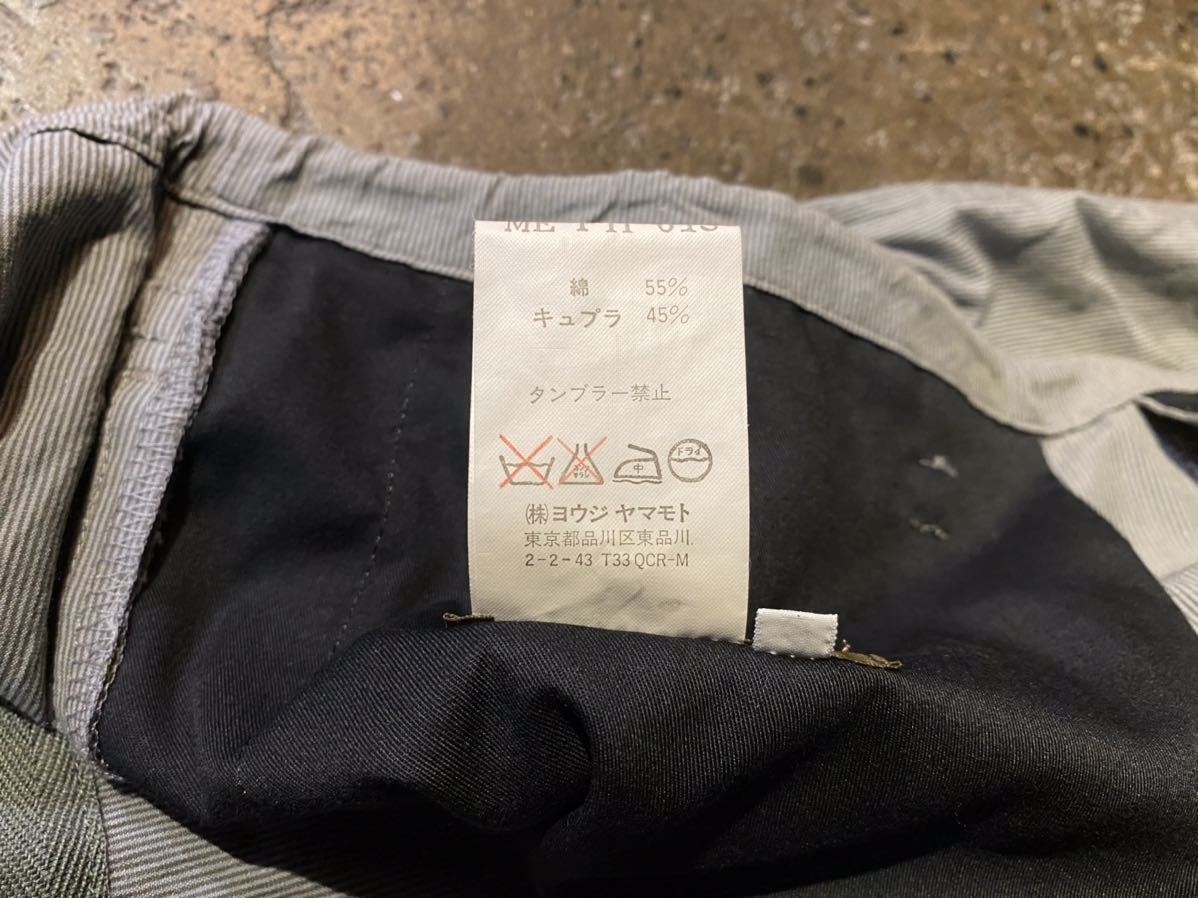 綿 55%
キュプラ 45%
タンブラー禁止
中 ドライ
(株)ヨウジ ヤマモト
東京都品川区東品川.
2-2-43 T33 QCR-M